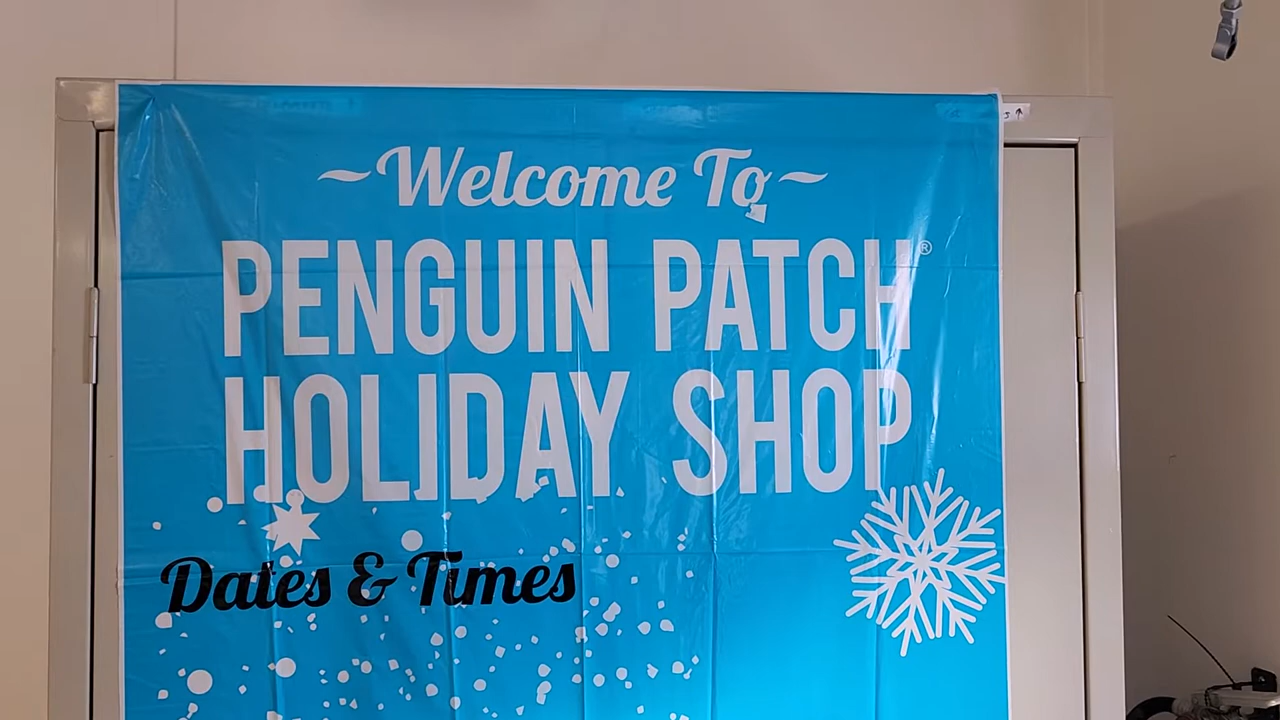 ~Welcome To~
PENGUIN PATCH®
HOLIDAY SHOP
Dates & Times